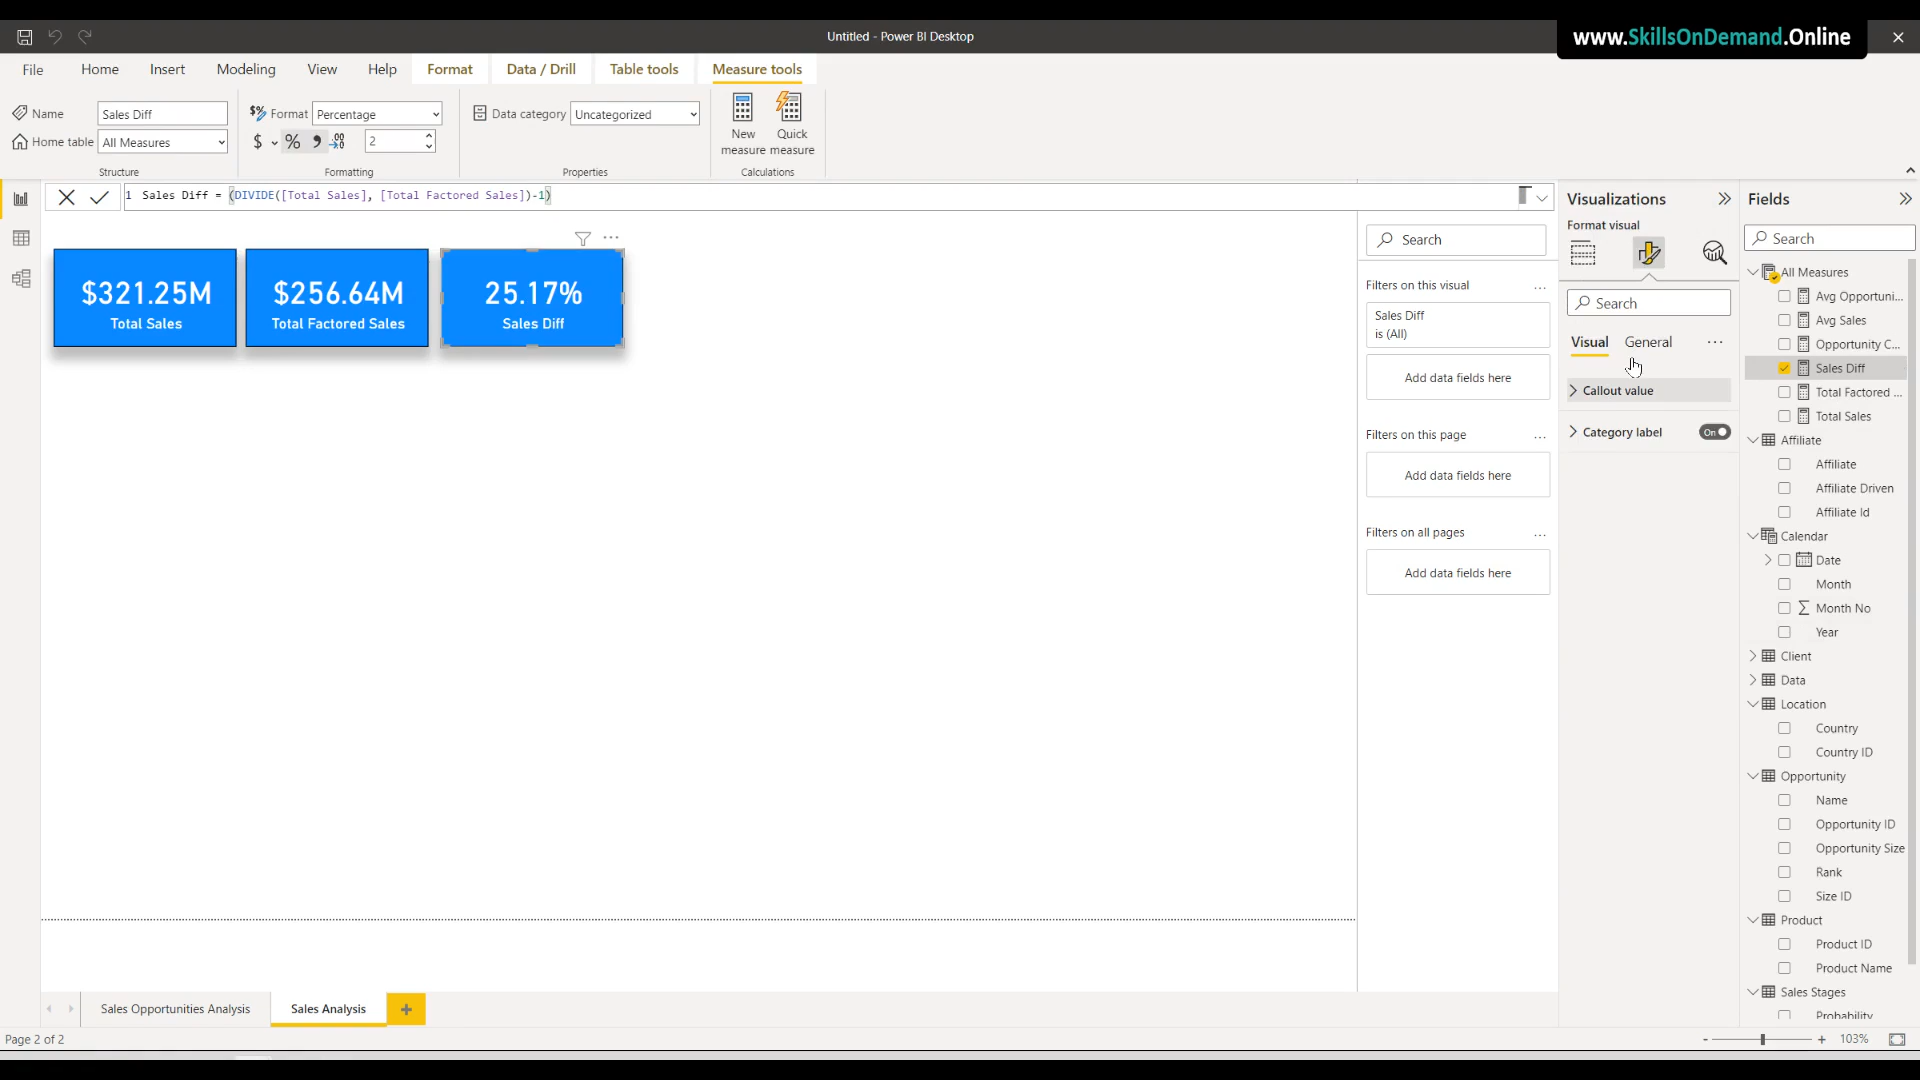 Untitled - Power BI Desktop
www.SkillsOnDemand.Online
File Home Insert Modeling View Help Format Data / Drill Table tools Measure tools
Name Sales Diff
Format Percentage
Data category Uncategorized
Home table All Measures
$ % 2
New measure
Quick measure
Structure Formatting Properties Calculations
1 Sales Diff = (DIVIDE([Total Sales], [Total Factored Sales])-1)
$321.25M
Total Sales
$256.64M
Total Factored Sales
25.17%
Sales Diff
Search
Filters on this visual ...
Sales Diff
is (All)
Add data fields here
Filters on this page ...
Add data fields here
Filters on all pages ...
Add data fields here
Visualizations
Format visual
Search
Visual General ...
Callout value
Category label On
Fields
Search
All Measures
Avg Opportuni...
Avg Sales
Opportunity C...
Sales Diff
Total Factored ...
Total Sales
Affiliate
Affiliate
Affiliate Driven
Affiliate Id
Calendar
Date
Month
Month No
Year
Client
Data
Location
Country
Country ID
Opportunity
Name
Opportunity ID
Opportunity Size
Rank
Size ID
Product
Product ID
Product Name
Sales Stages
Probability
Sales Opportunities Analysis Sales Analysis +
Page 2 of 2
- + 103%